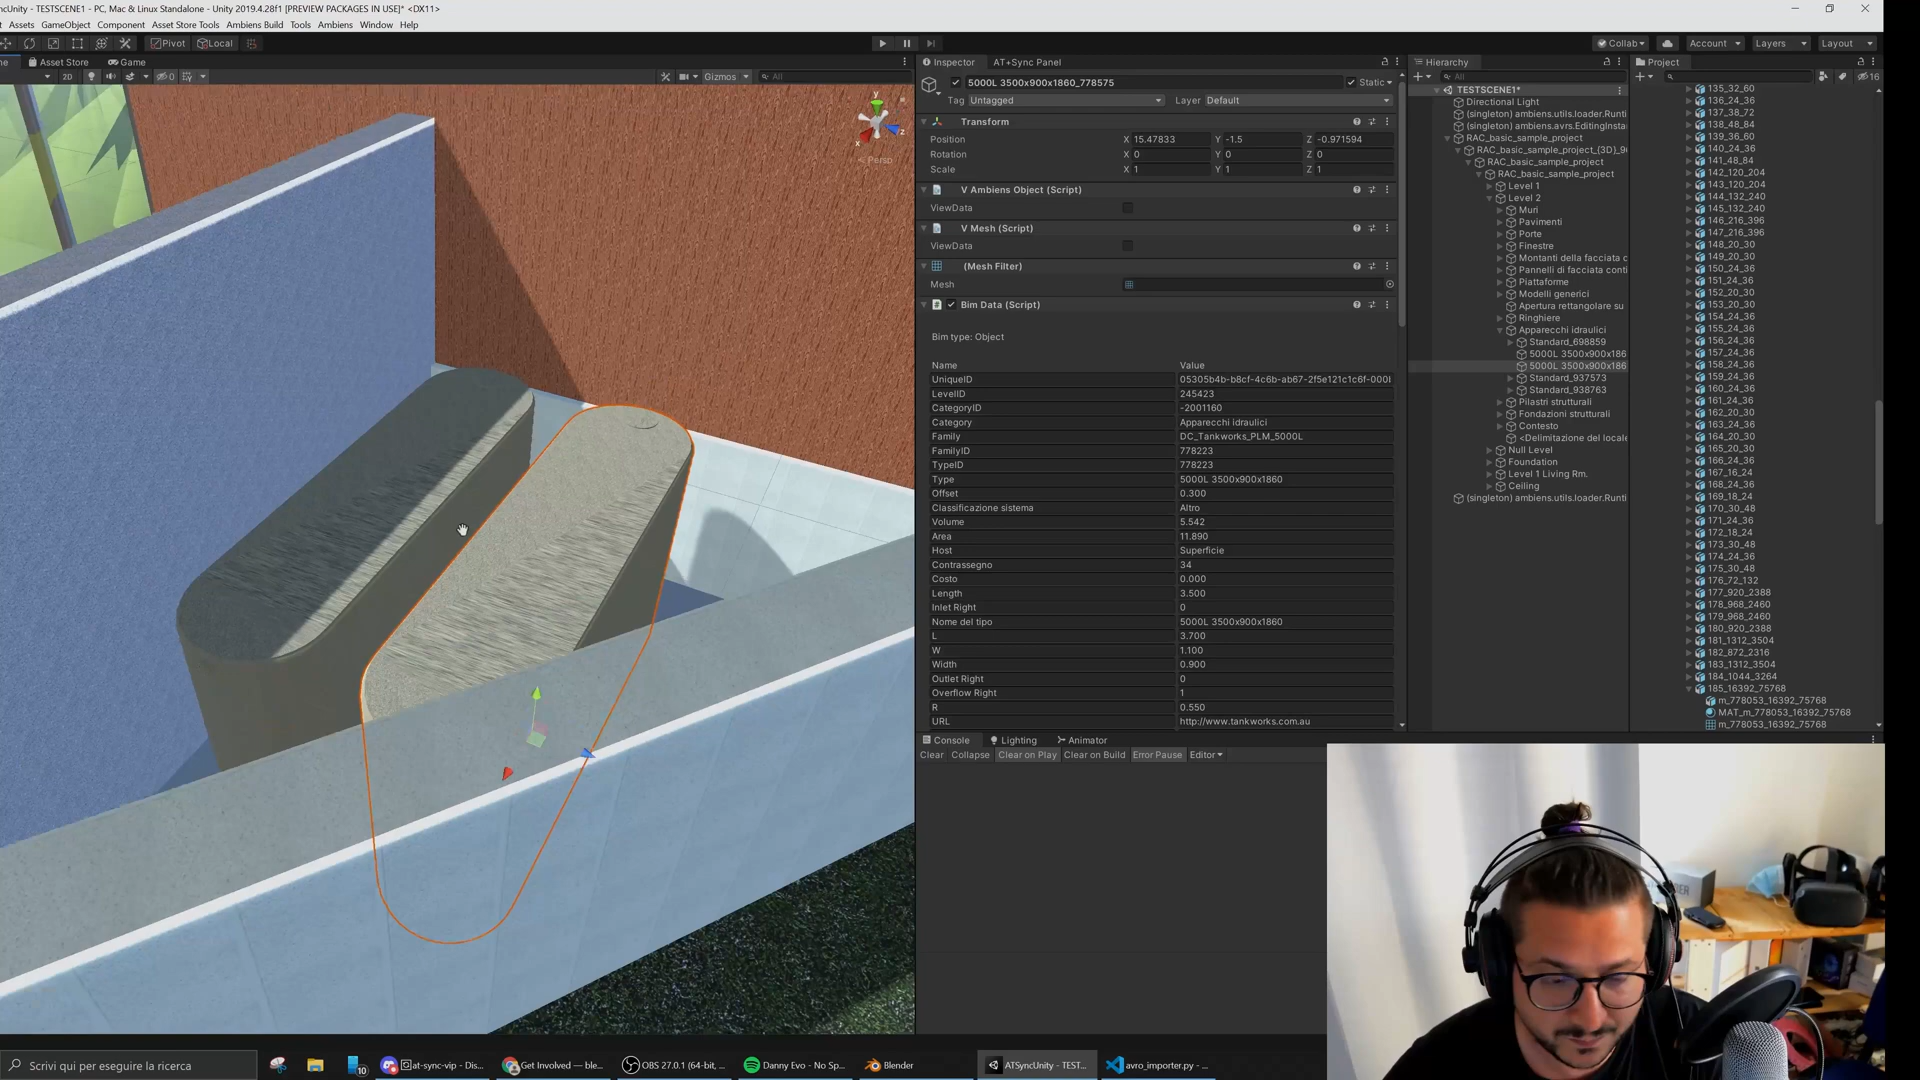 ncUnity - TESTSCENE1 - PC, Mac & Linux Standalone - Unity 2019.4.28f1 [PREVIEW PACKAGES IN USE]* <DX11>
t Assets GameObject Component Asset Store Tools Ambiens Build Tools Ambiens Window Help
Pivot Local
Collab Account Layers Layout
ne Asset Store Game
2D 0 Gizmos All
y
x
z
< Persp
Inspector AT+Sync Panel
5000L 3500x900x1860_778575 Static
Tag Untagged Layer Default
Transform
Position X 15.47833 Y -1.5 Z -0.971594
Rotation X 0 Y 0 Z 0
Scale X 1 Y 1 Z 1
V Ambiens Object (Script)
ViewData
V Mesh (Script)
ViewData
(Mesh Filter)
Mesh
Bim Data (Script)
Bim type: Object
Name Value
UniqueID 05305b4b-b8cf-4c6b-ab67-2f5e121c1c6f-000
LevelID 245423
CategoryID -2001160
Category Apparecchi idraulici
Family DC_Tankworks_PLM_5000L
FamilyID 778223
TypeID 778223
Type 5000L 3500x900x1860
Offset 0.300
Classificazione sistema Altro
Volume 5.542
Area 11.890
Host Superficie
Contrassegno 34
Costo 0.000
Length 3.500
Inlet Right 0
Nome del tipo 5000L 3500x900x1860
L 3.700
W 1.100
Width 0.900
Outlet Right 0
Overflow Right 1
R 0.550
URL http://www.tankworks.com.au
Console Lighting Animator
Clear Collapse Clear on Play Clear on Build Error Pause Editor
Hierarchy
All
TESTSCENE1*
Directional Light
(singleton) ambiens.utils.loader.Runti
(singleton) ambiens.avrs.EditingInsta
RAC_basic_sample_project
RAC_basic_sample_project_{3D}_9
RAC_basic_sample_project
RAC_basic_sample_project
Level 1
Level 2
Muri
Pavimenti
Porte
Finestre
Montanti della facciata c
Pannelli di facciata conti
Piattaforme
Modelli generici
Apertura rettangolare su
Ringhiere
Apparecchi idraulici
Standard_698859
5000L 3500x900x186
5000L 3500x900x186
Standard_937573
Standard_938763
Pilastri strutturali
Fondazioni strutturali
Contesto
<Delimitazione del locale
Null Level
Foundation
Level 1 Living Rm.
Ceiling
(singleton) ambiens.utils.loader.Runti
Project
16
135_32_60
136_24_36
137_38_72
138_48_84
139_36_60
140_24_36
141_48_84
142_120_204
143_120_204
144_132_240
145_132_240
146_216_396
147_216_396
148_20_30
149_20_30
150_24_36
151_24_36
152_20_30
153_20_30
154_24_36
155_24_36
156_24_36
157_24_36
158_24_36
159_24_36
160_24_36
161_24_36
162_20_30
163_24_36
164_20_30
165_20_30
166_24_36
167_16_24
168_24_36
169_18_24
170_30_48
171_24_36
172_18_24
173_30_48
174_24_36
175_30_48
176_72_132
177_920_2388
178_968_2460
179_968_2460
180_920_2388
181_1312_3504
182_872_2316
183_1312_3504
184_1044_3264
185_16392_75768
m_778053_16392_75768
MAT_m_778053_16392_75768
m_778053_16392_75768
Scrivi qui per eseguire la ricerca
10
at-sync-vip - Dis...
Get Involved — ble...
OBS 27.0.1 (64-bit, ...
Danny Evo - No Sp...
Blender
ATSyncUnity - TEST...
avro_importer.py - ...